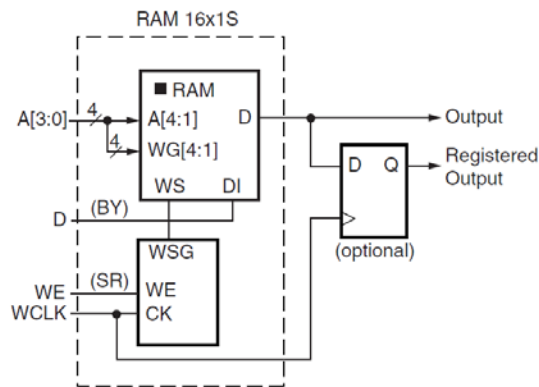 RAM 16x1S
RAM
A[3:0]
4
A[4:1]
D
Output
4
WG[4:1]
D
Q
Registered
Output
WS
DI
D
(BY)
WSG
(optional)
WE
(SR)
WE
WCLK
CK